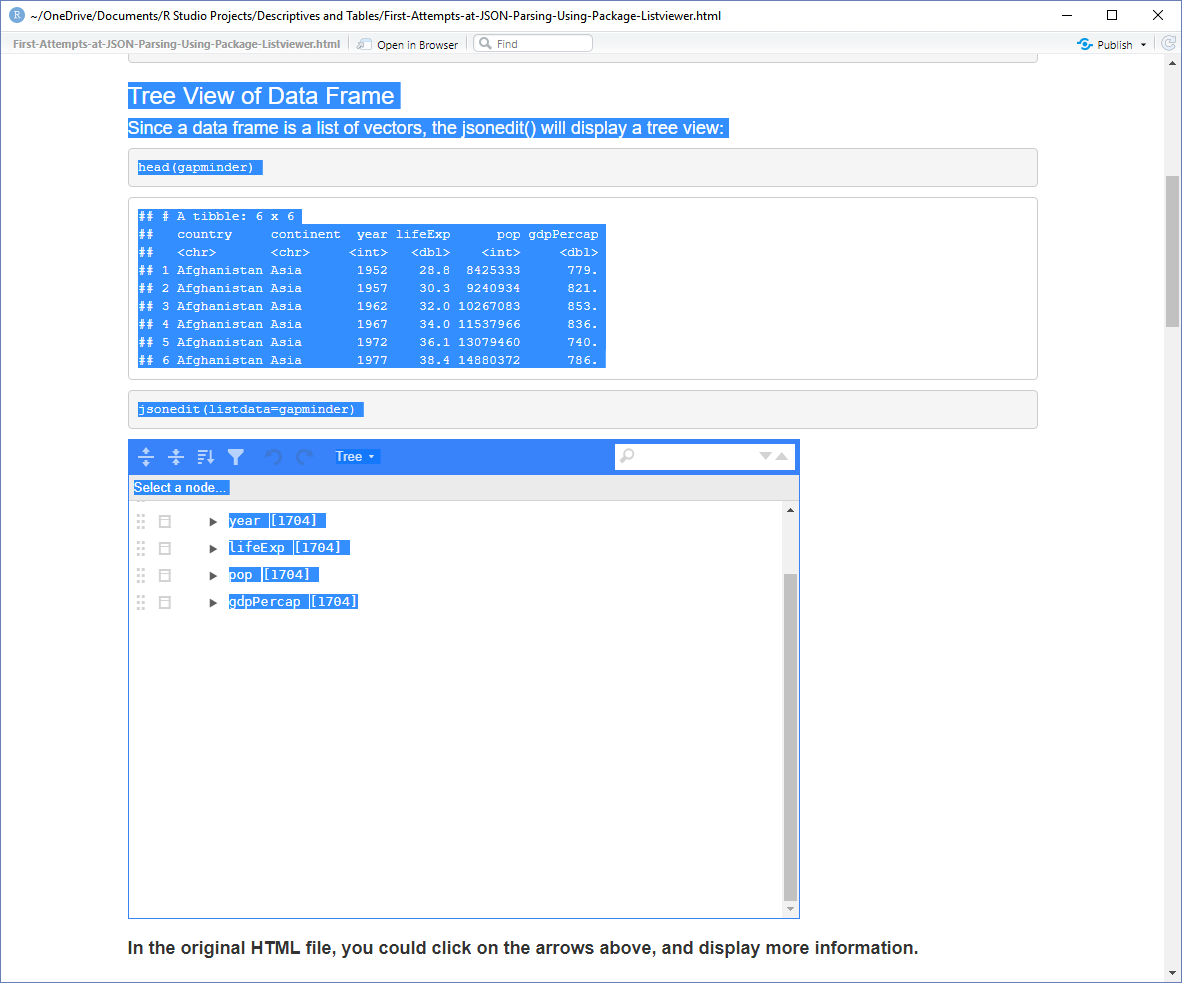 R ~/OneDrive/Documents/R Studio Projects/Descriptives and Tables/First-Attempts-at-JSON-Parsing-Using-Package-Listviewer.html
First-Attempts-at-JSON-Parsing-Using-Package-Listviewer.html Open in Browser Find Publish
Tree View of Data Frame
Since a data frame is a list of vectors, the jsonedit() will display a tree view:
head(gapminder)
## # A tibble: 6 x 6
##   country     continent  year lifeExp      pop gdpPercap
##   <chr>       <chr>     <int>   <dbl>    <int>     <dbl>
## 1 Afghanistan Asia       1952    28.8  8425333      779.
## 2 Afghanistan Asia       1957    30.3  9240934      821.
## 3 Afghanistan Asia       1962    32.0 10267083      853.
## 4 Afghanistan Asia       1967    34.0 11537966      836.
## 5 Afghanistan Asia       1972    36.1 13079460      740.
## 6 Afghanistan Asia       1977    38.4 14880372      786.
jsonedit(listdata=gapminder)
Tree
Select a node...
year [1704]
lifeExp [1704]
pop [1704]
gdpPercap [1704]
In the original HTML file, you could click on the arrows above, and display more information.